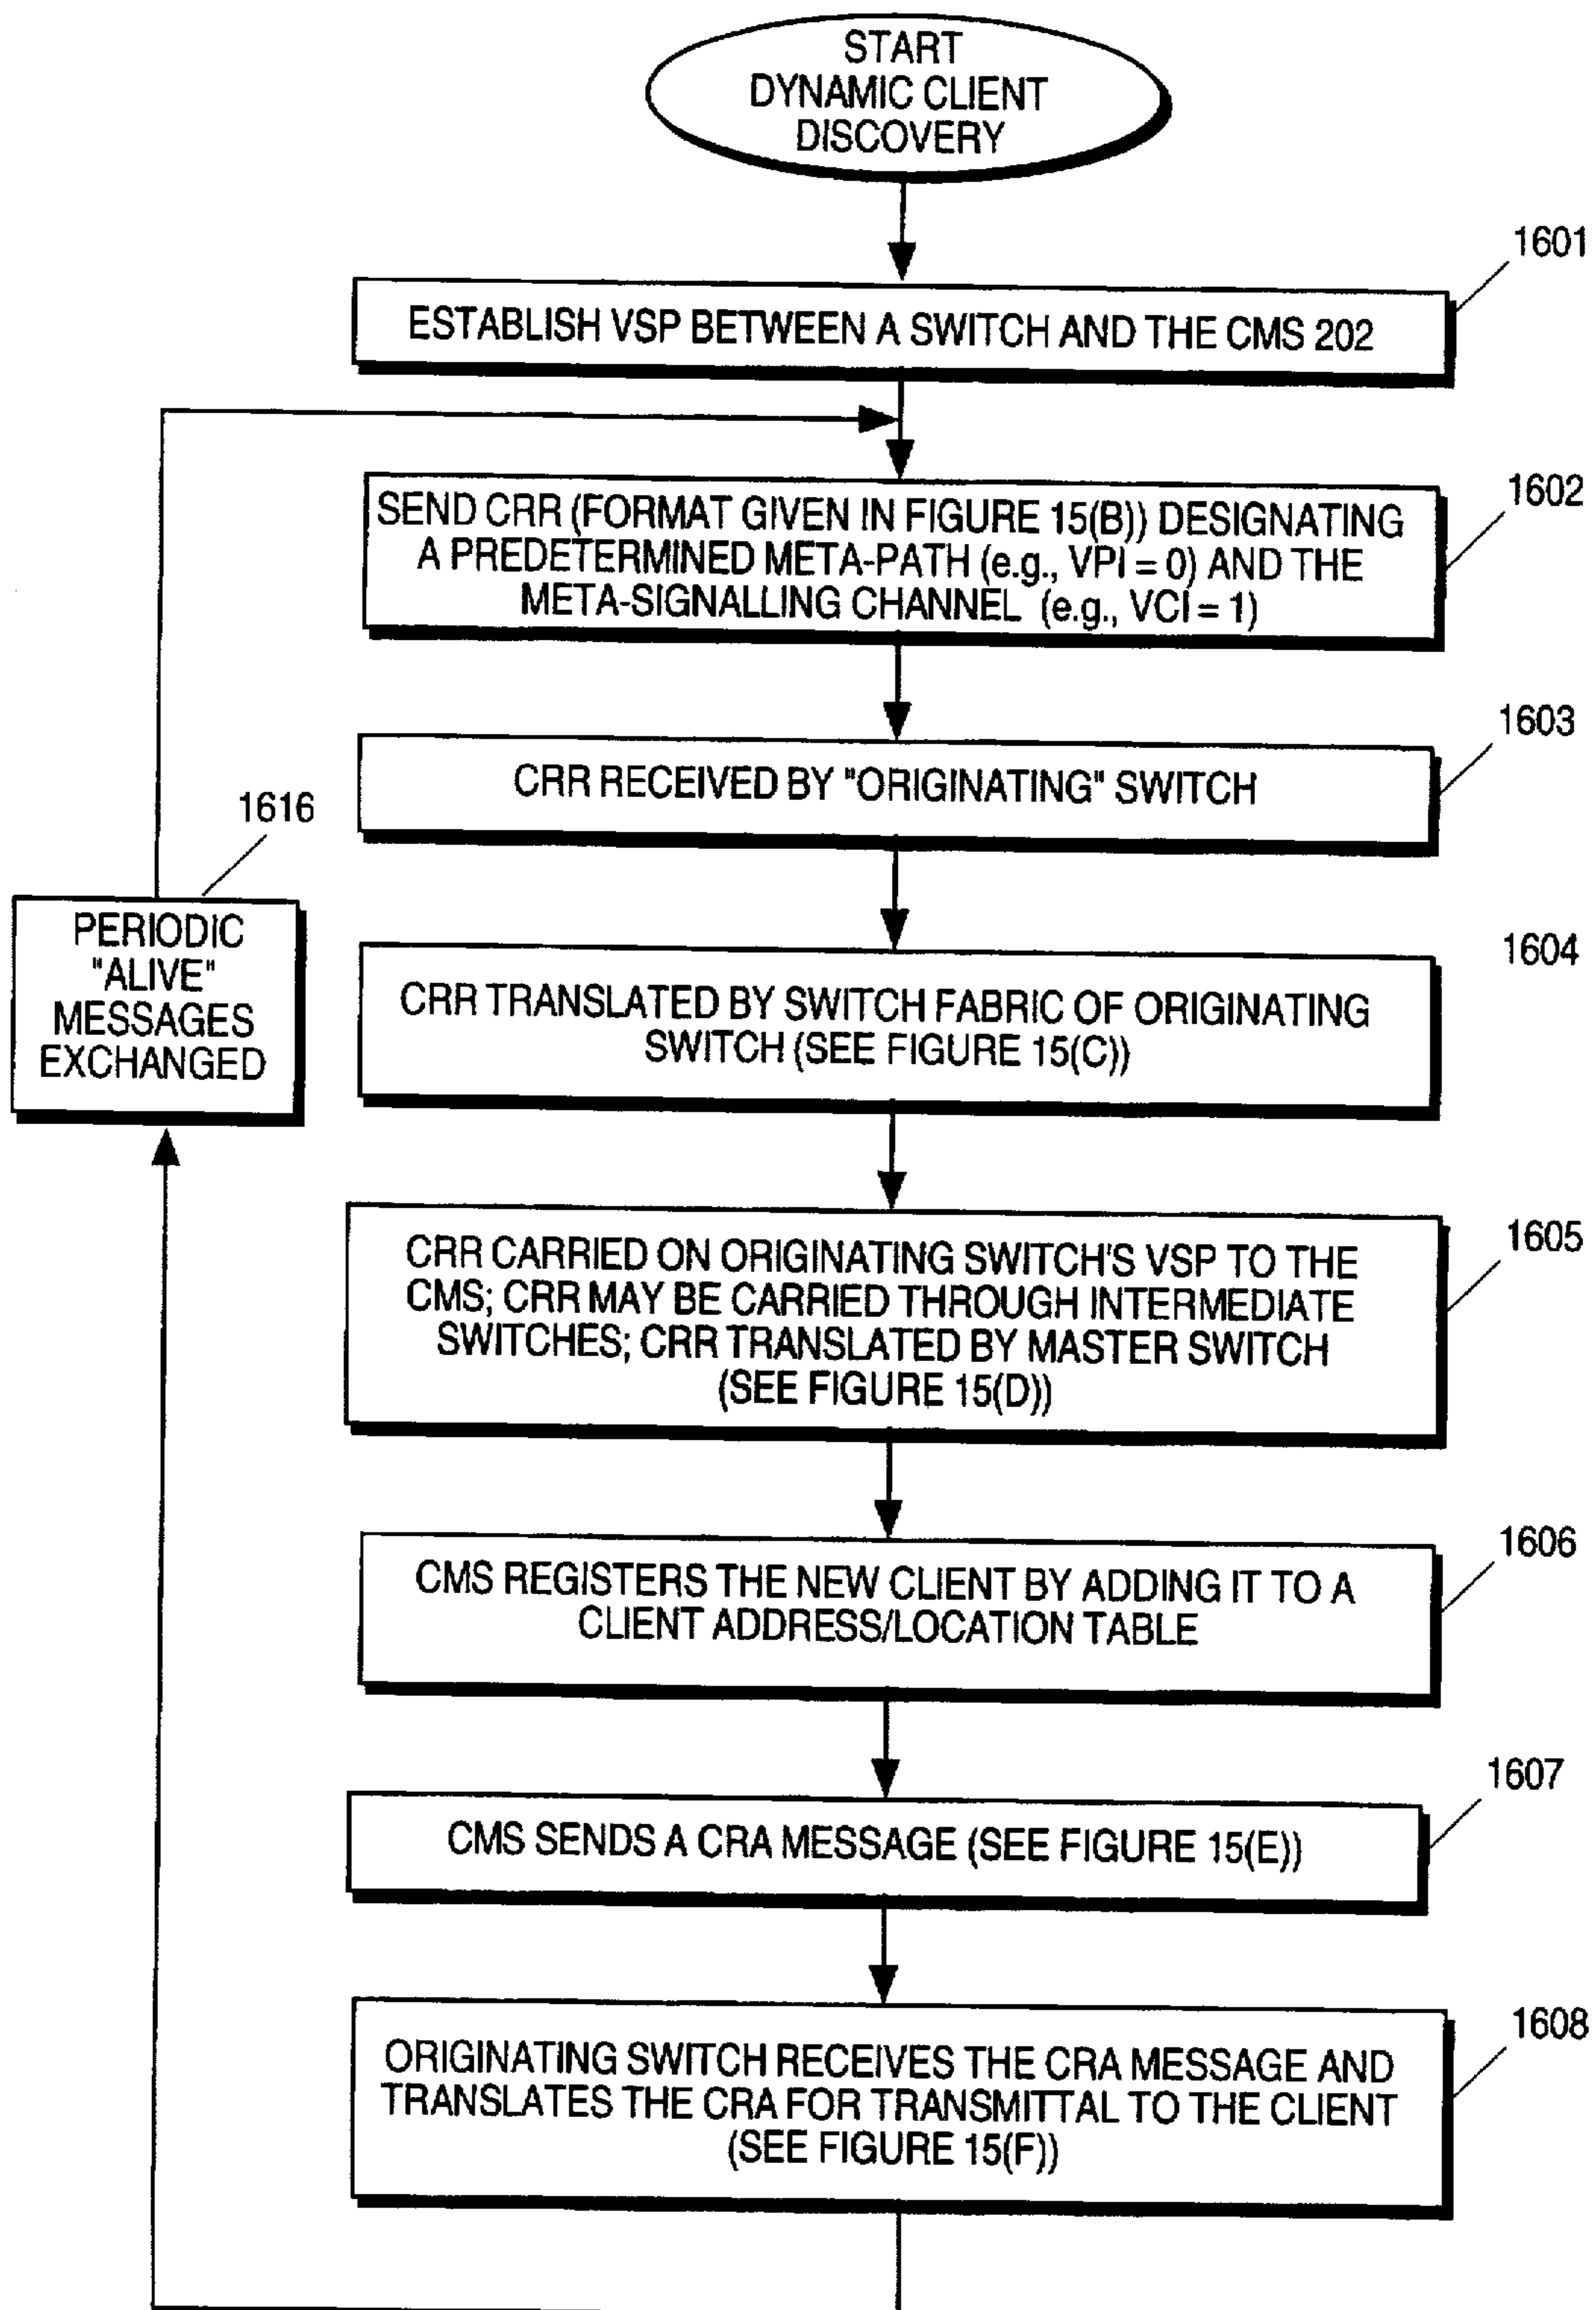 START
DYNAMIC CLIENT
DISCOVERY
1601
ESTABLISH VSP BETWEEN A SWITCH AND THE CMS 202
1602
SEND CRR (FORMAT GIVEN IN FIGURE 15(B)) DESIGNATING
A PREDETERMINED META-PATH (e.g., VPI = 0) AND THE
META-SIGNALLING CHANNEL (e.g., VCI = 1)
1603
CRR RECEIVED BY "ORIGINATING" SWITCH
1616
PERIODIC
"ALIVE"
MESSAGES
EXCHANGED
1604
CRR TRANSLATED BY SWITCH FABRIC OF ORIGINATING
SWITCH (SEE FIGURE 15(C))
1605
CRR CARRIED ON ORIGINATING SWITCH'S VSP TO THE
CMS; CRR MAY BE CARRIED THROUGH INTERMEDIATE
SWITCHES; CRR TRANSLATED BY MASTER SWITCH
(SEE FIGURE 15(D))
1606
CMS REGISTERS THE NEW CLIENT BY ADDING IT TO A
CLIENT ADDRESS/LOCATION TABLE
1607
CMS SENDS A CRA MESSAGE (SEE FIGURE 15(E))
1608
ORIGINATING SWITCH RECEIVES THE CRA MESSAGE AND
TRANSLATES THE CRA FOR TRANSMITTAL TO THE CLIENT
(SEE FIGURE 15(F))